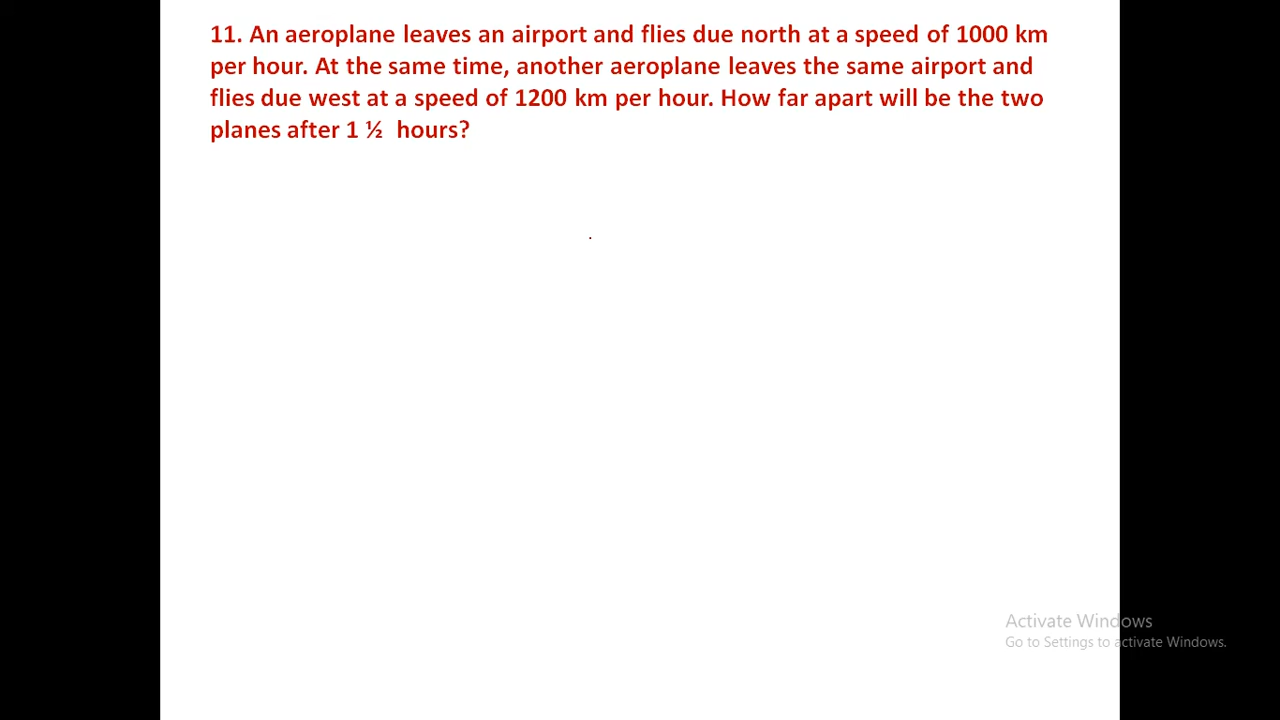 11. An aeroplane leaves an airport and flies due north at a speed of 1000 km
per hour. At the same time, another aeroplane leaves the same airport and
flies due west at a speed of 1200 km per hour. How far apart will be the two
planes after 1 ½  hours?
Activate Windows
Go to Settings to activate Windows.